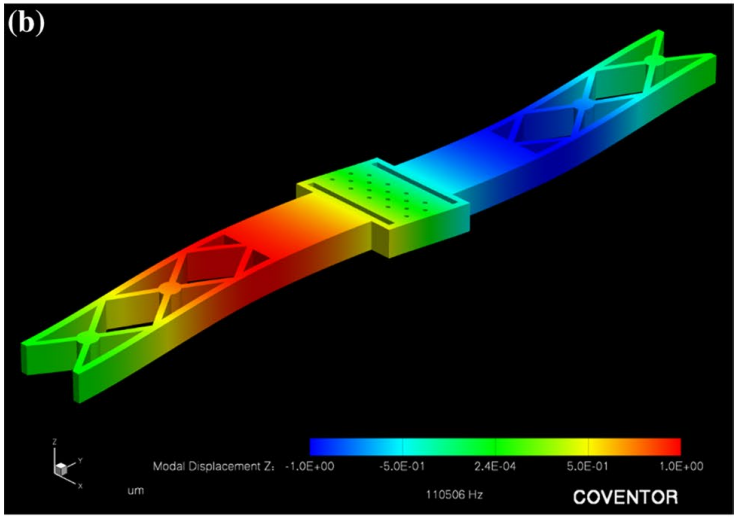 (b)
Z
Y
X
um
Modal Displacement Z: -1.0E+00 -5.0E-01 2.4E-04 5.0E-01 1.0E+00
110506 Hz
COVENTOR